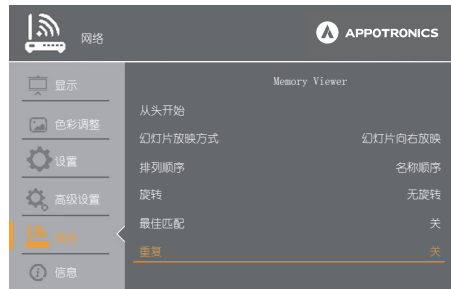 网络
APPOTRONICS
显示
色彩调整
设置
高级设置
网络
信息
Memory Viewer
从头开始
幻灯片放映方式 幻灯片向右放映
排列顺序 名称顺序
旋转 无旋转
最佳匹配 关
重复 关